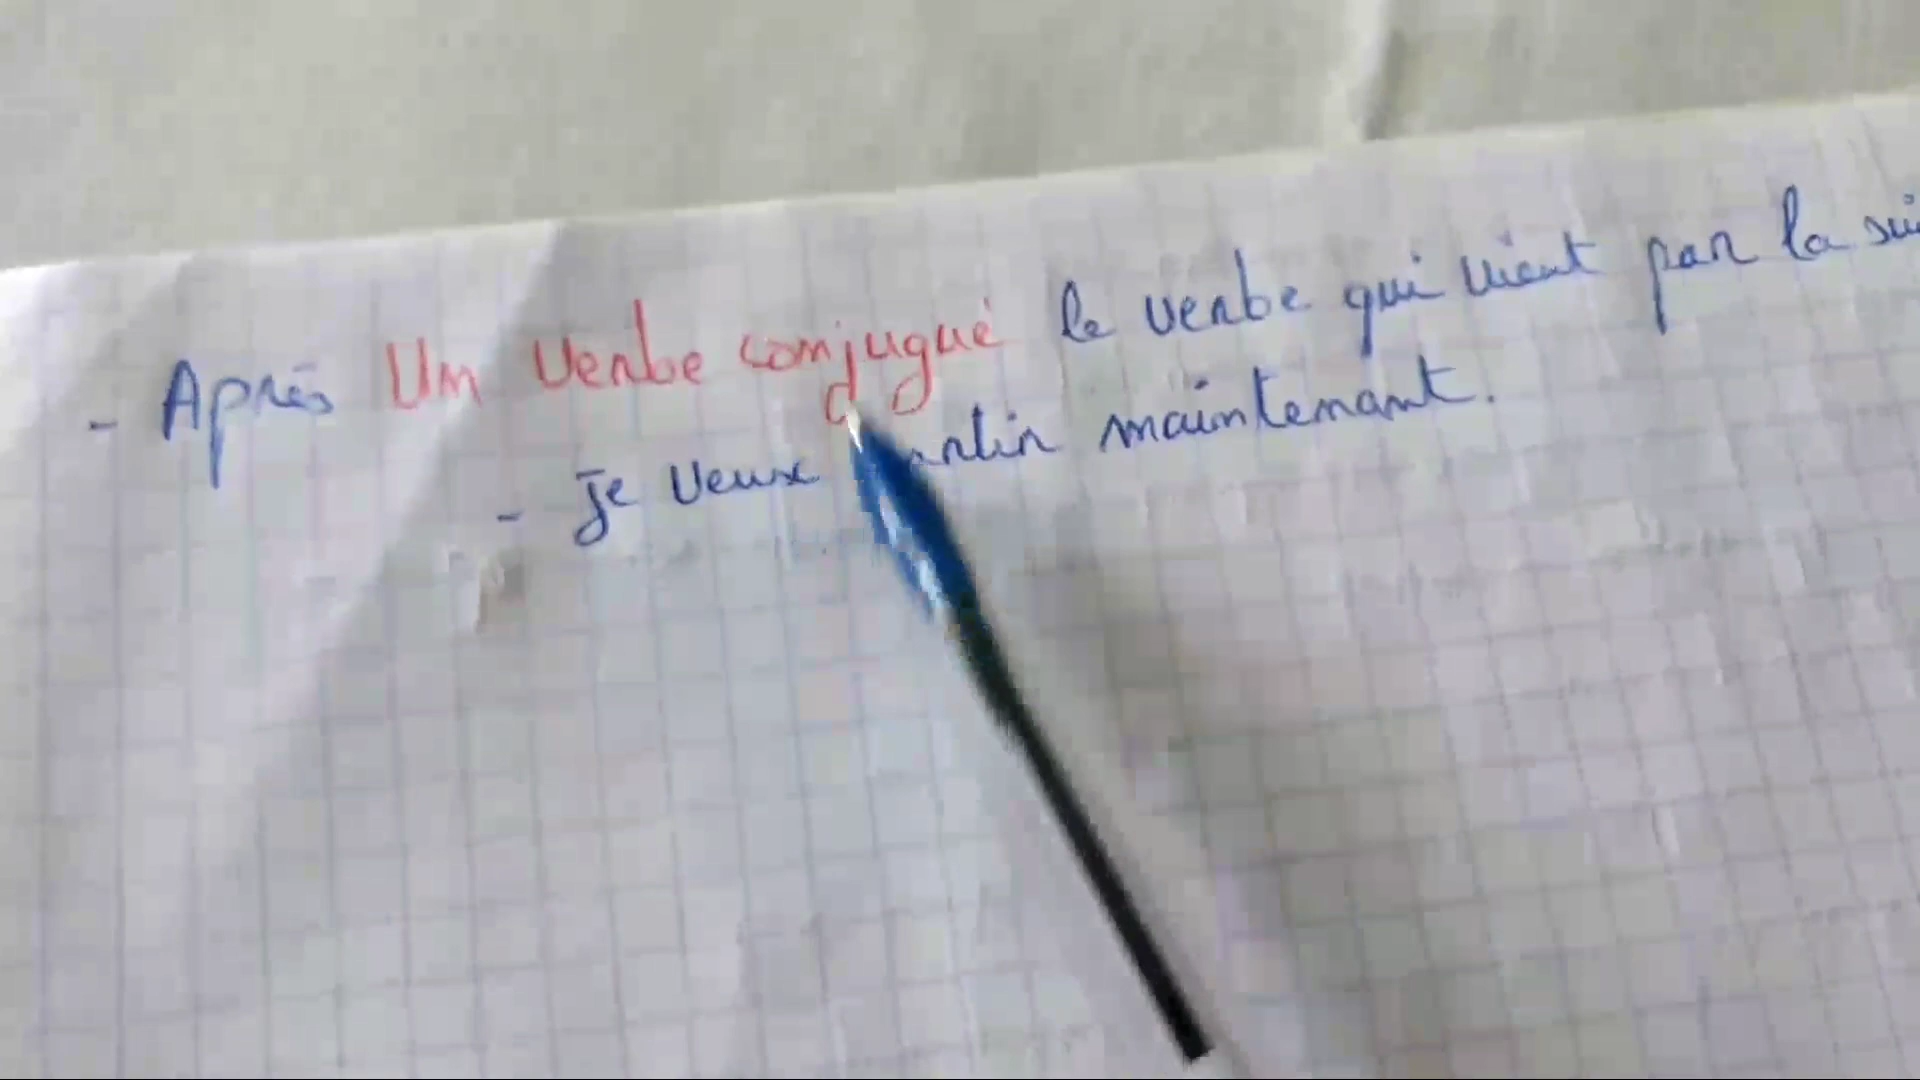 - Après Un verbe conjugué le verbe qui vient par la
- Je veux maintenant.